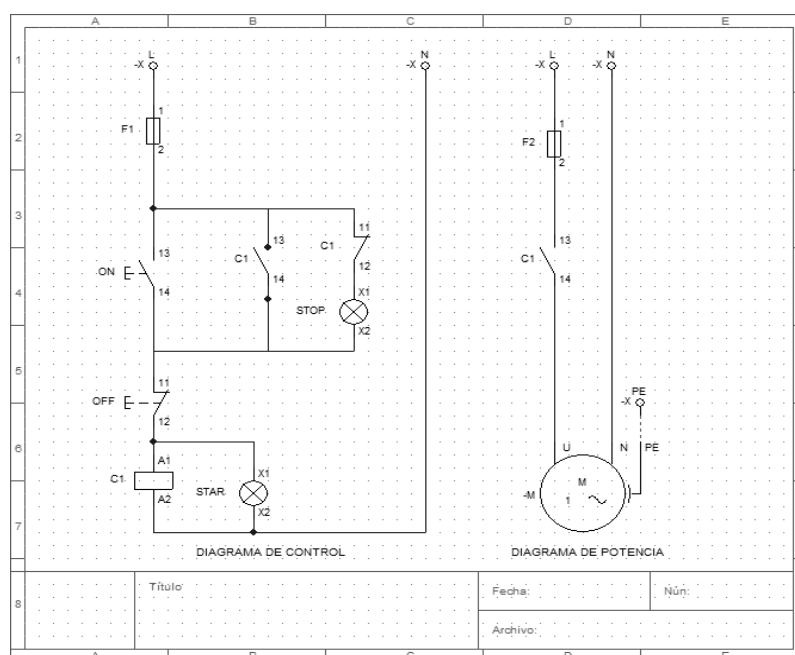 A B C D E
1
L N L N
-X -X -X -X
2
F1 1 2
F2 1 2
3
13 14 ON
C1 13 14
C1 11 12
C1 13 14
4
STOP X1 X2
5
OFF 11 12
PE
-X
6
C1 A1 A2
STAR X1 X2
U N PE
-M M
1
7
DIAGRAMA DE CONTROL DIAGRAMA DE POTENCIA
8
Título Fecha: Nún:
Archivo:
A B C D E